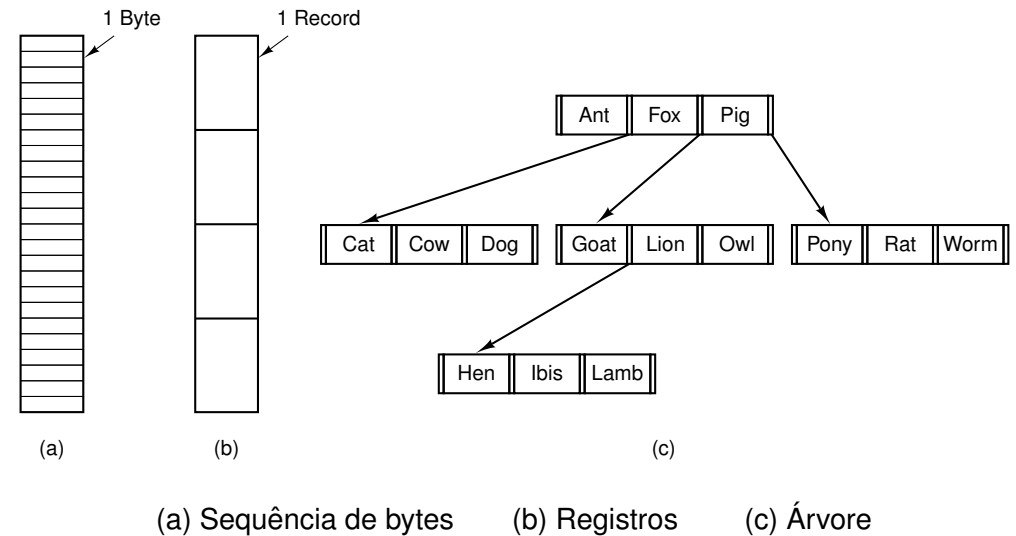 1 Byte
1 Record
Ant Fox Pig
Cat Cow Dog
Goat Lion Owl
Pony Rat Worm
Hen Ibis Lamb
(a)
(b)
(c)
(a) Sequência de bytes (b) Registros (c) Árvore